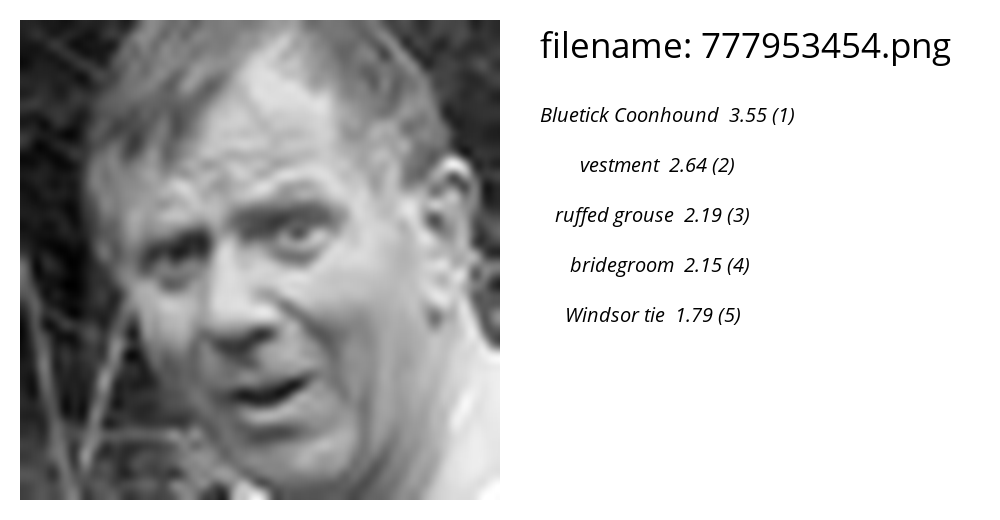 filename: 777953454.png
Bluetick Coonhound 3.55 (1)
vestment 2.64 (2)
ruffed grouse 2.19 (3)
bridegroom 2.15 (4)
Windsor tie 1.79 (5)